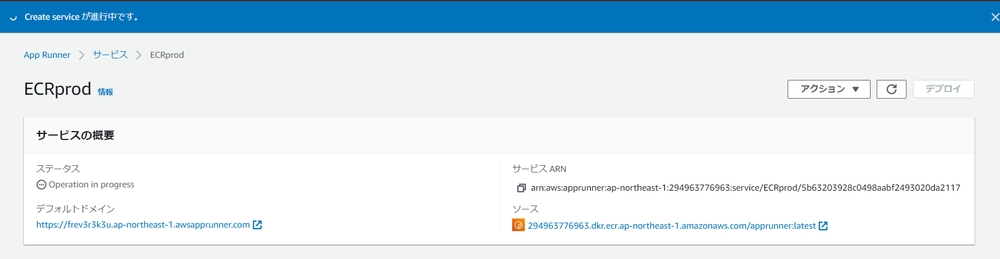 Create service が進行中です。
App Runner
サービス
ECRprod
ECRprod 情報
アクション
デプロイ
サービスの概要
ステータス
Operation in progress
デフォルトドメイン
https://frev3r3k3u.ap-northeast-1.awsapprunner.com
サービス ARN
arn:aws:apprunner:ap-northeast-1:294963776963:service/ECRprod/5b63203928c0498aabf2493020da2117
ソース
294963776963.dkr.ecr.ap-northeast-1.amazonaws.com/apprunner:latest